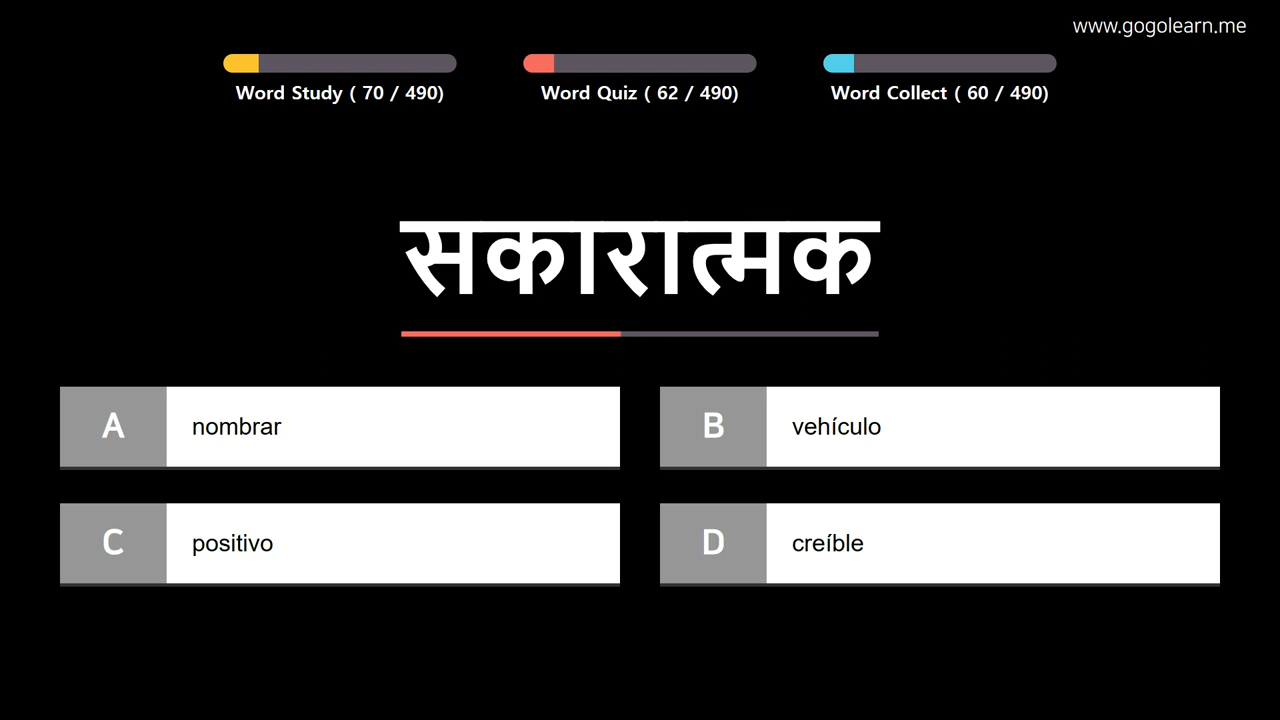 www.gogolearn.me
Word Study ( 70 / 490)
Word Quiz ( 62 / 490)
Word Collect ( 60 / 490)
सकारात्मक
A nombrar
B vehículo
C positivo
D creíble